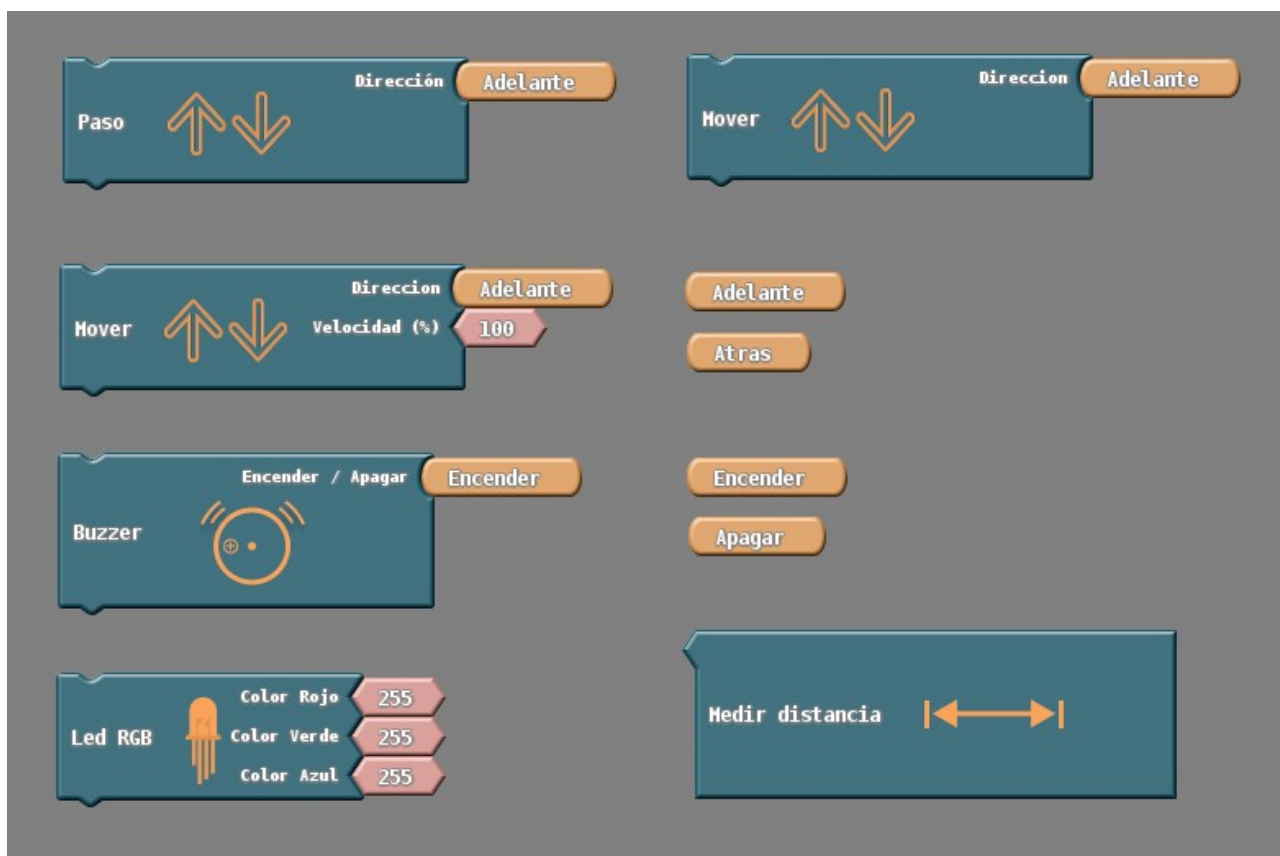 Dirección Adelante
Paso
Direccion Adelante
Mover
Direccion Adelante
Mover Velocidad (%) 100
Adelante
Atras
Encender / Apagar Encender
Buzzer
Encender
Apagar
Color Rojo 255
Led RGB Color Verde 255
Color Azul 255
Medir distancia